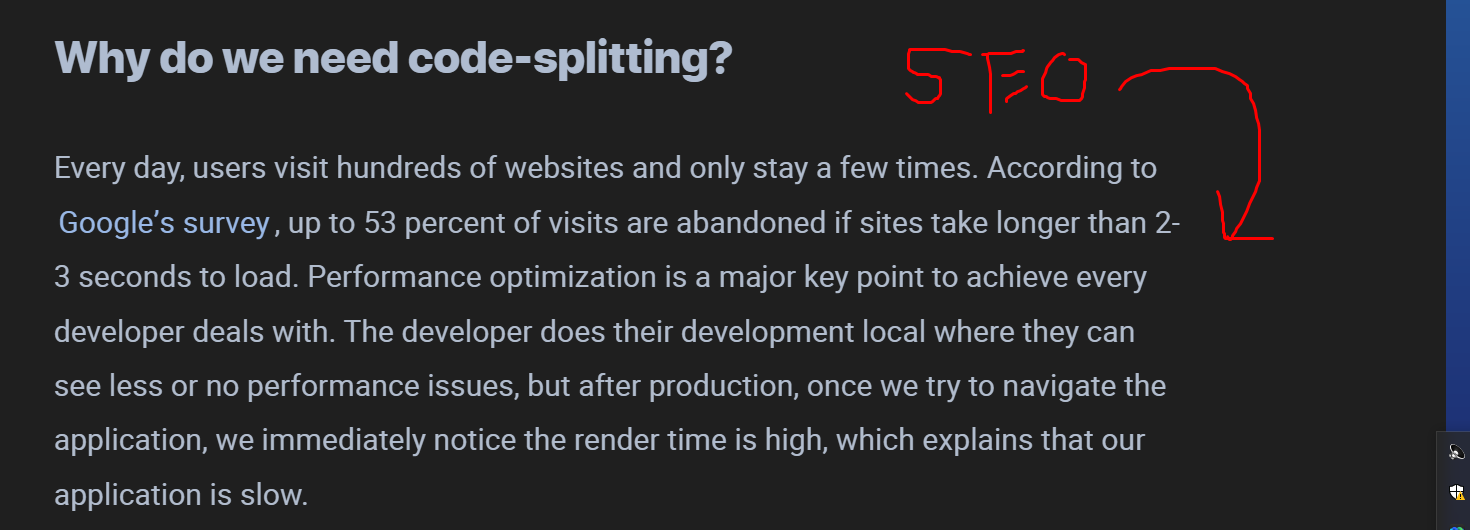 Why do we need code-splitting?
SEO
Every day, users visit hundreds of websites and only stay a few times. According to
Google’s survey, up to 53 percent of visits are abandoned if sites take longer than 2-
3 seconds to load. Performance optimization is a major key point to achieve every
developer deals with. The developer does their development local where they can
see less or no performance issues, but after production, once we try to navigate the
application, we immediately notice the render time is high, which explains that our
application is slow.